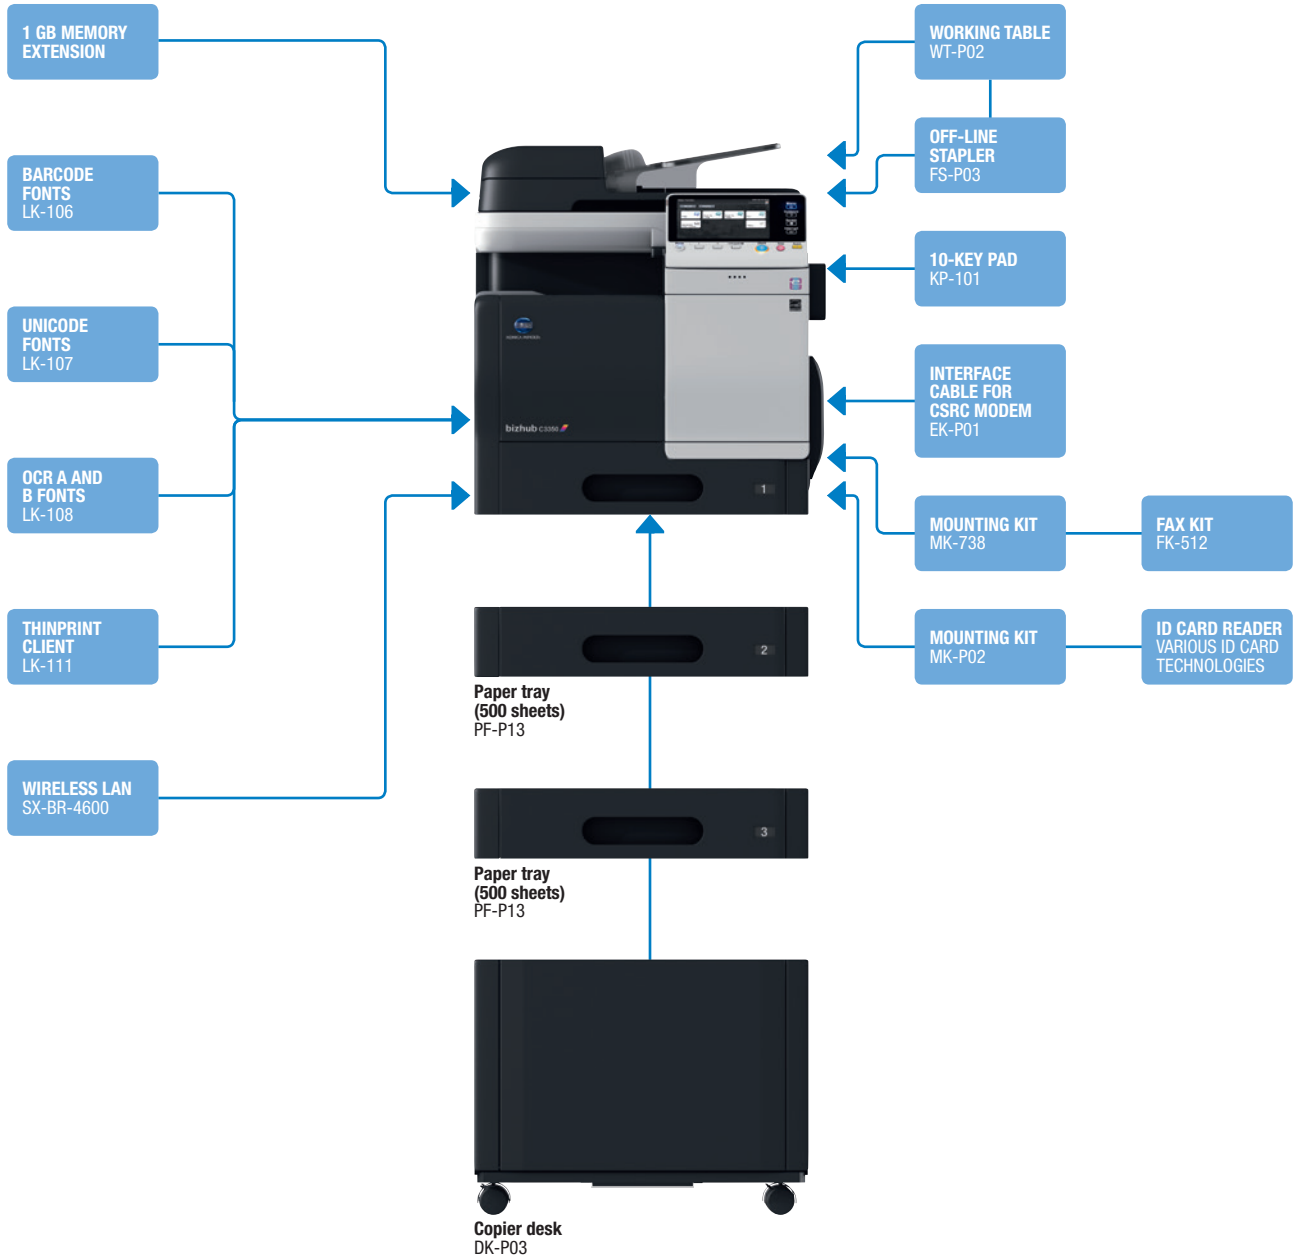 1 GB MEMORY
EXTENSION
BARCODE
FONTS
LK-106
UNICODE
FONTS
LK-107
OCR A AND
B FONTS
LK-108
THINPRINT
CLIENT
LK-111
WIRELESS LAN
SX-BR-4600
KONICA MINOLTA
bizhub C3350
1
2
Paper tray
(500 sheets)
PF-P13
3
Paper tray
(500 sheets)
PF-P13
Copier desk
DK-P03
WORKING TABLE
WT-P02
OFF-LINE
STAPLER
FS-P03
10-KEY PAD
KP-101
INTERFACE
CABLE FOR
CSRC MODEM
EK-P01
MOUNTING KIT
MK-738
FAX KIT
FK-512
MOUNTING KIT
MK-P02
ID CARD READER
VARIOUS ID CARD
TECHNOLOGIES